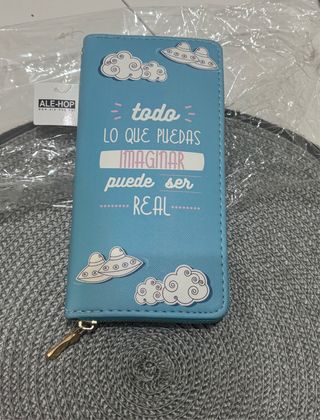 ALE-HOP
todo
LO QUE PUEDAS
IMAGINAR
puede ser
REAL